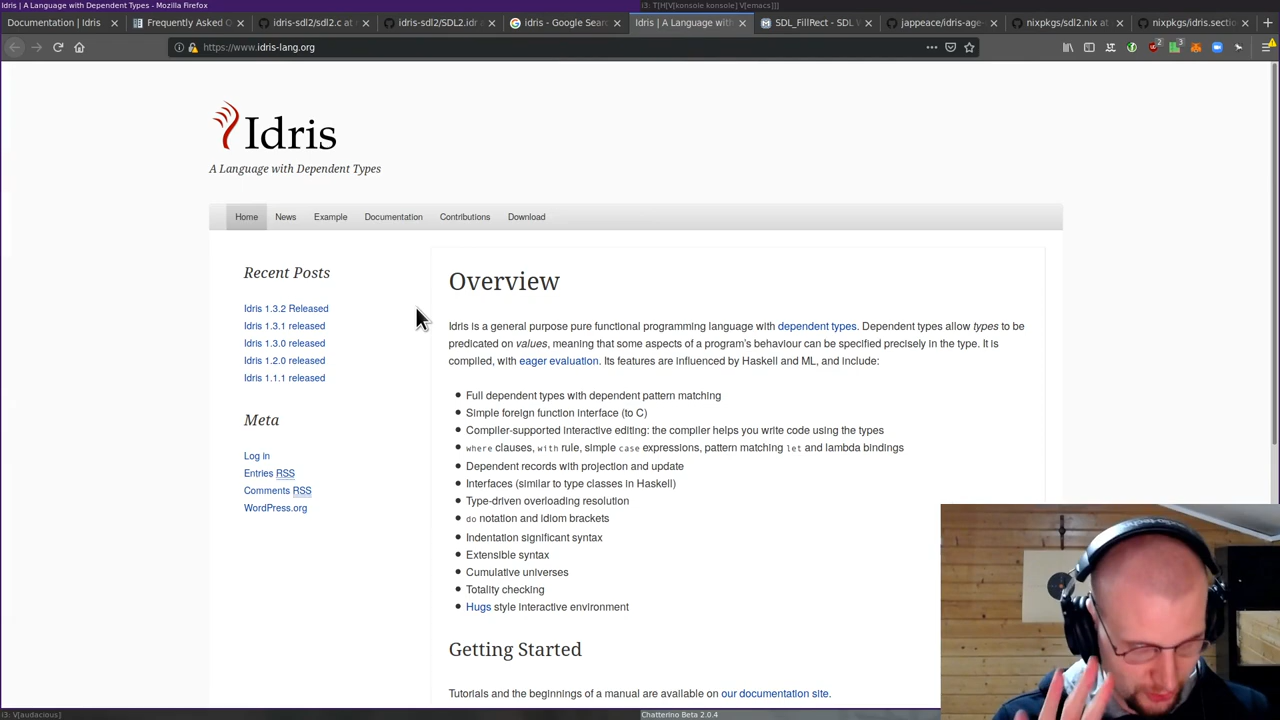 Idris | A Language with Dependent Types - Mozilla Firefox
i3: T[H[V[konsole konsole] V[emacs]]]
Documentation | Idris
Frequently Asked Q
idris-sdl2/sdl2.c at
idris-sdl2/SDL2.idr a
idris - Google Sear
Idris | A Language with
SDL_FillRect - SDL W
jappeace/idris-age
nixpkgs/sdl2.nix at
nixpkgs/idris.section
https://www.idris-lang.org
2
3
Idris
A Language with Dependent Types
Home News Example Documentation Contributions Download
Recent Posts
Idris 1.3.2 Released
Idris 1.3.1 released
Idris 1.3.0 released
Idris 1.2.0 released
Idris 1.1.1 released
Meta
Log in
Entries RSS
Comments RSS
WordPress.org
Overview
Idris is a general purpose pure functional programming language with dependent types. Dependent types allow types to be
predicated on values, meaning that some aspects of a program's behaviour can be specified precisely in the type. It is
compiled, with eager evaluation. Its features are influenced by Haskell and ML, and include:
Full dependent types with dependent pattern matching
Simple foreign function interface (to C)
Compiler-supported interactive editing: the compiler helps you write code using the types
where clauses, with rule, simple case expressions, pattern matching let and lambda bindings
Dependent records with projection and update
Interfaces (similar to type classes in Haskell)
Type-driven overloading resolution
do notation and idiom brackets
Indentation significant syntax
Extensible syntax
Cumulative universes
Totality checking
Hugs style interactive environment
Getting Started
Tutorials and the beginnings of a manual are available on our documentation site.
i3: V[audacious]
Chatterino Beta 2.0.4